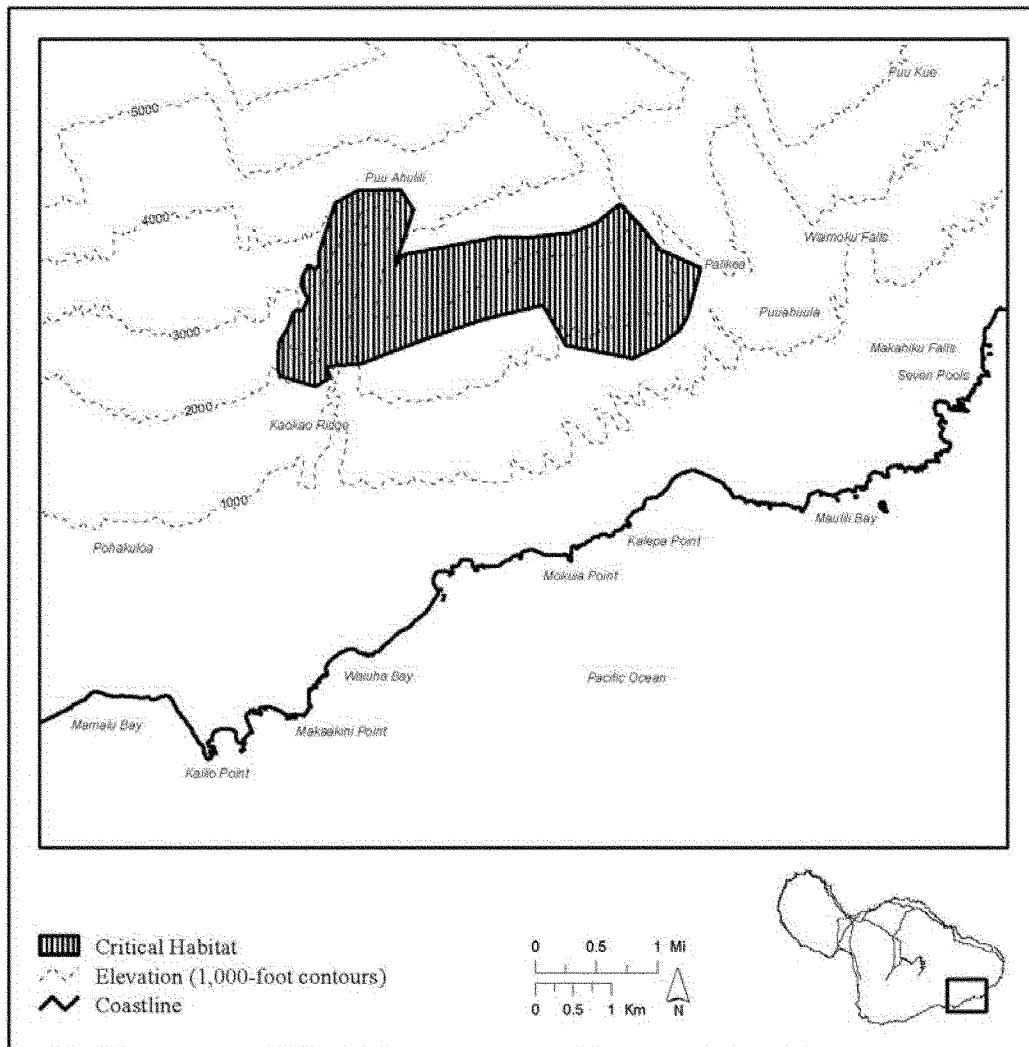 Puu Kue
5000
Puu Ahulili
4000
Waimoku Falls
Palikea
Puuahuula
3000
Makahiku Falls
Seven Pools
2000
Kaokao Ridge
1000
Maulili Bay
Kalepa Point
Pohakuloa
Mokuia Point
Waiuha Bay
Pacific Ocean
Mamalu Bay
Makaakini Point
Kailio Point
Critical Habitat
Elevation (1,000-foot contours)
Coastline
0 0.5 1 Mi
0 0.5 1 Km
N